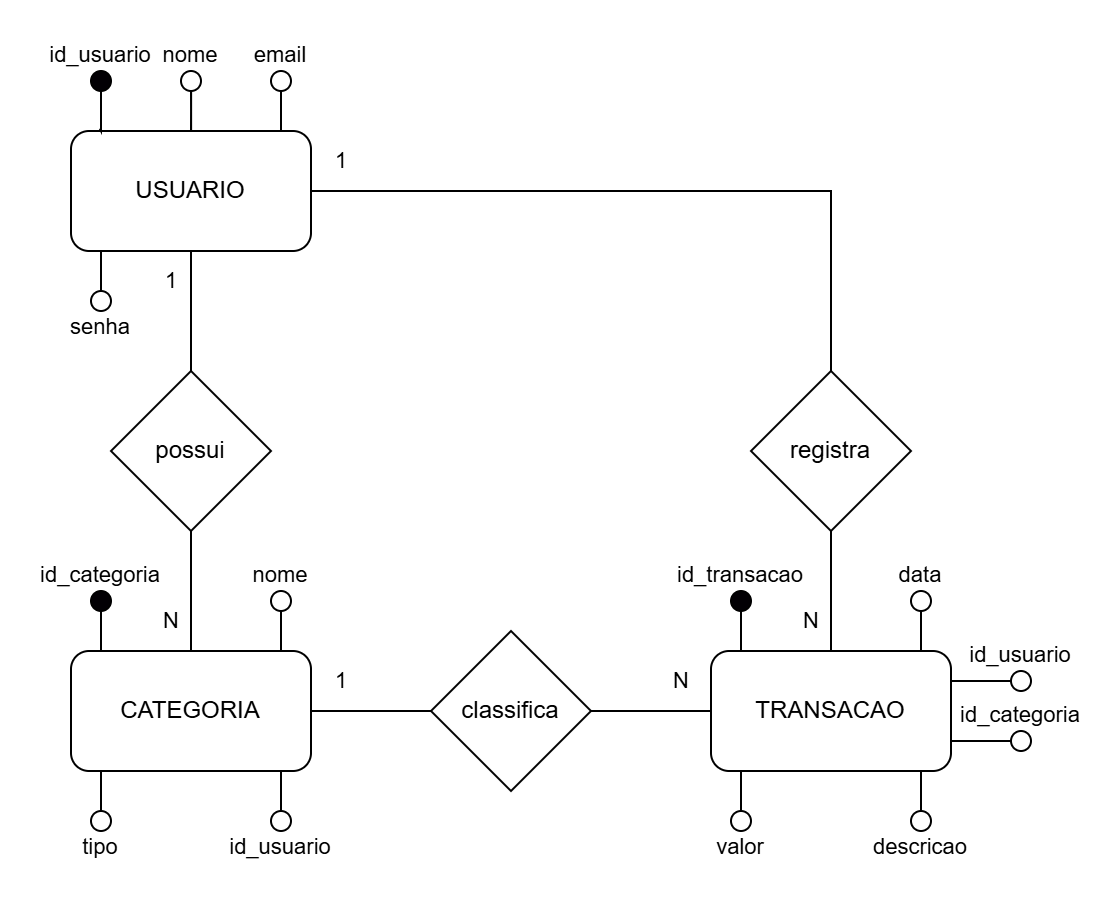 id_usuario nome email
1
USUARIO
1
senha
possui
registra
id_categoria nome
N
id_transacao data
N
id_usuario
1
N
CATEGORIA
classifica
TRANSACAO
id_categoria
tipo id_usuario
valor descricao